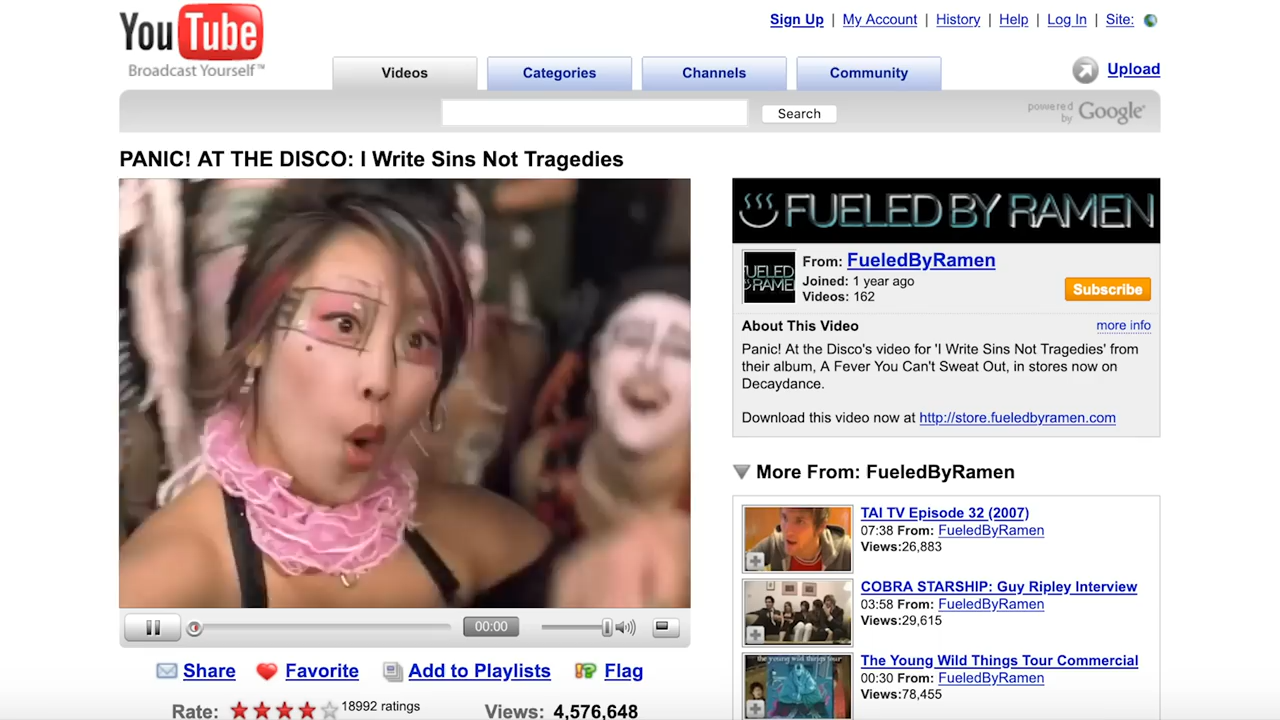 You Tube
Broadcast Yourself™
Sign Up | My Account | History | Help | Log In | Site:
Videos
Categories
Channels
Community
Upload
Search
powered by Google
PANIC! AT THE DISCO: I Write Sins Not Tragedies
FUELED BY RAMEN
From: FueledByRamen
Joined: 1 year ago
Videos: 162
Subscribe
About This Video
more info
Panic! At the Disco's video for 'I Write Sins Not Tragedies' from
their album, A Fever You Can't Sweat Out, in stores now on
Decaydance.
Download this video now at http://store.fueledbyramen.com
More From: FueledByRamen
TAI TV Episode 32 (2007)
07:38 From: FueledByRamen
Views:26,883
COBRA STARSHIP: Guy Ripley Interview
03:58 From: FueledByRamen
Views:29,615
The Young Wild Things Tour Commercial
00:30 From: FueledByRamen
Views:78,455
the young wild things tour
00:00
Share
Favorite
Add to Playlists
Flag
Rate:
18992 ratings
Views: 4,576,648